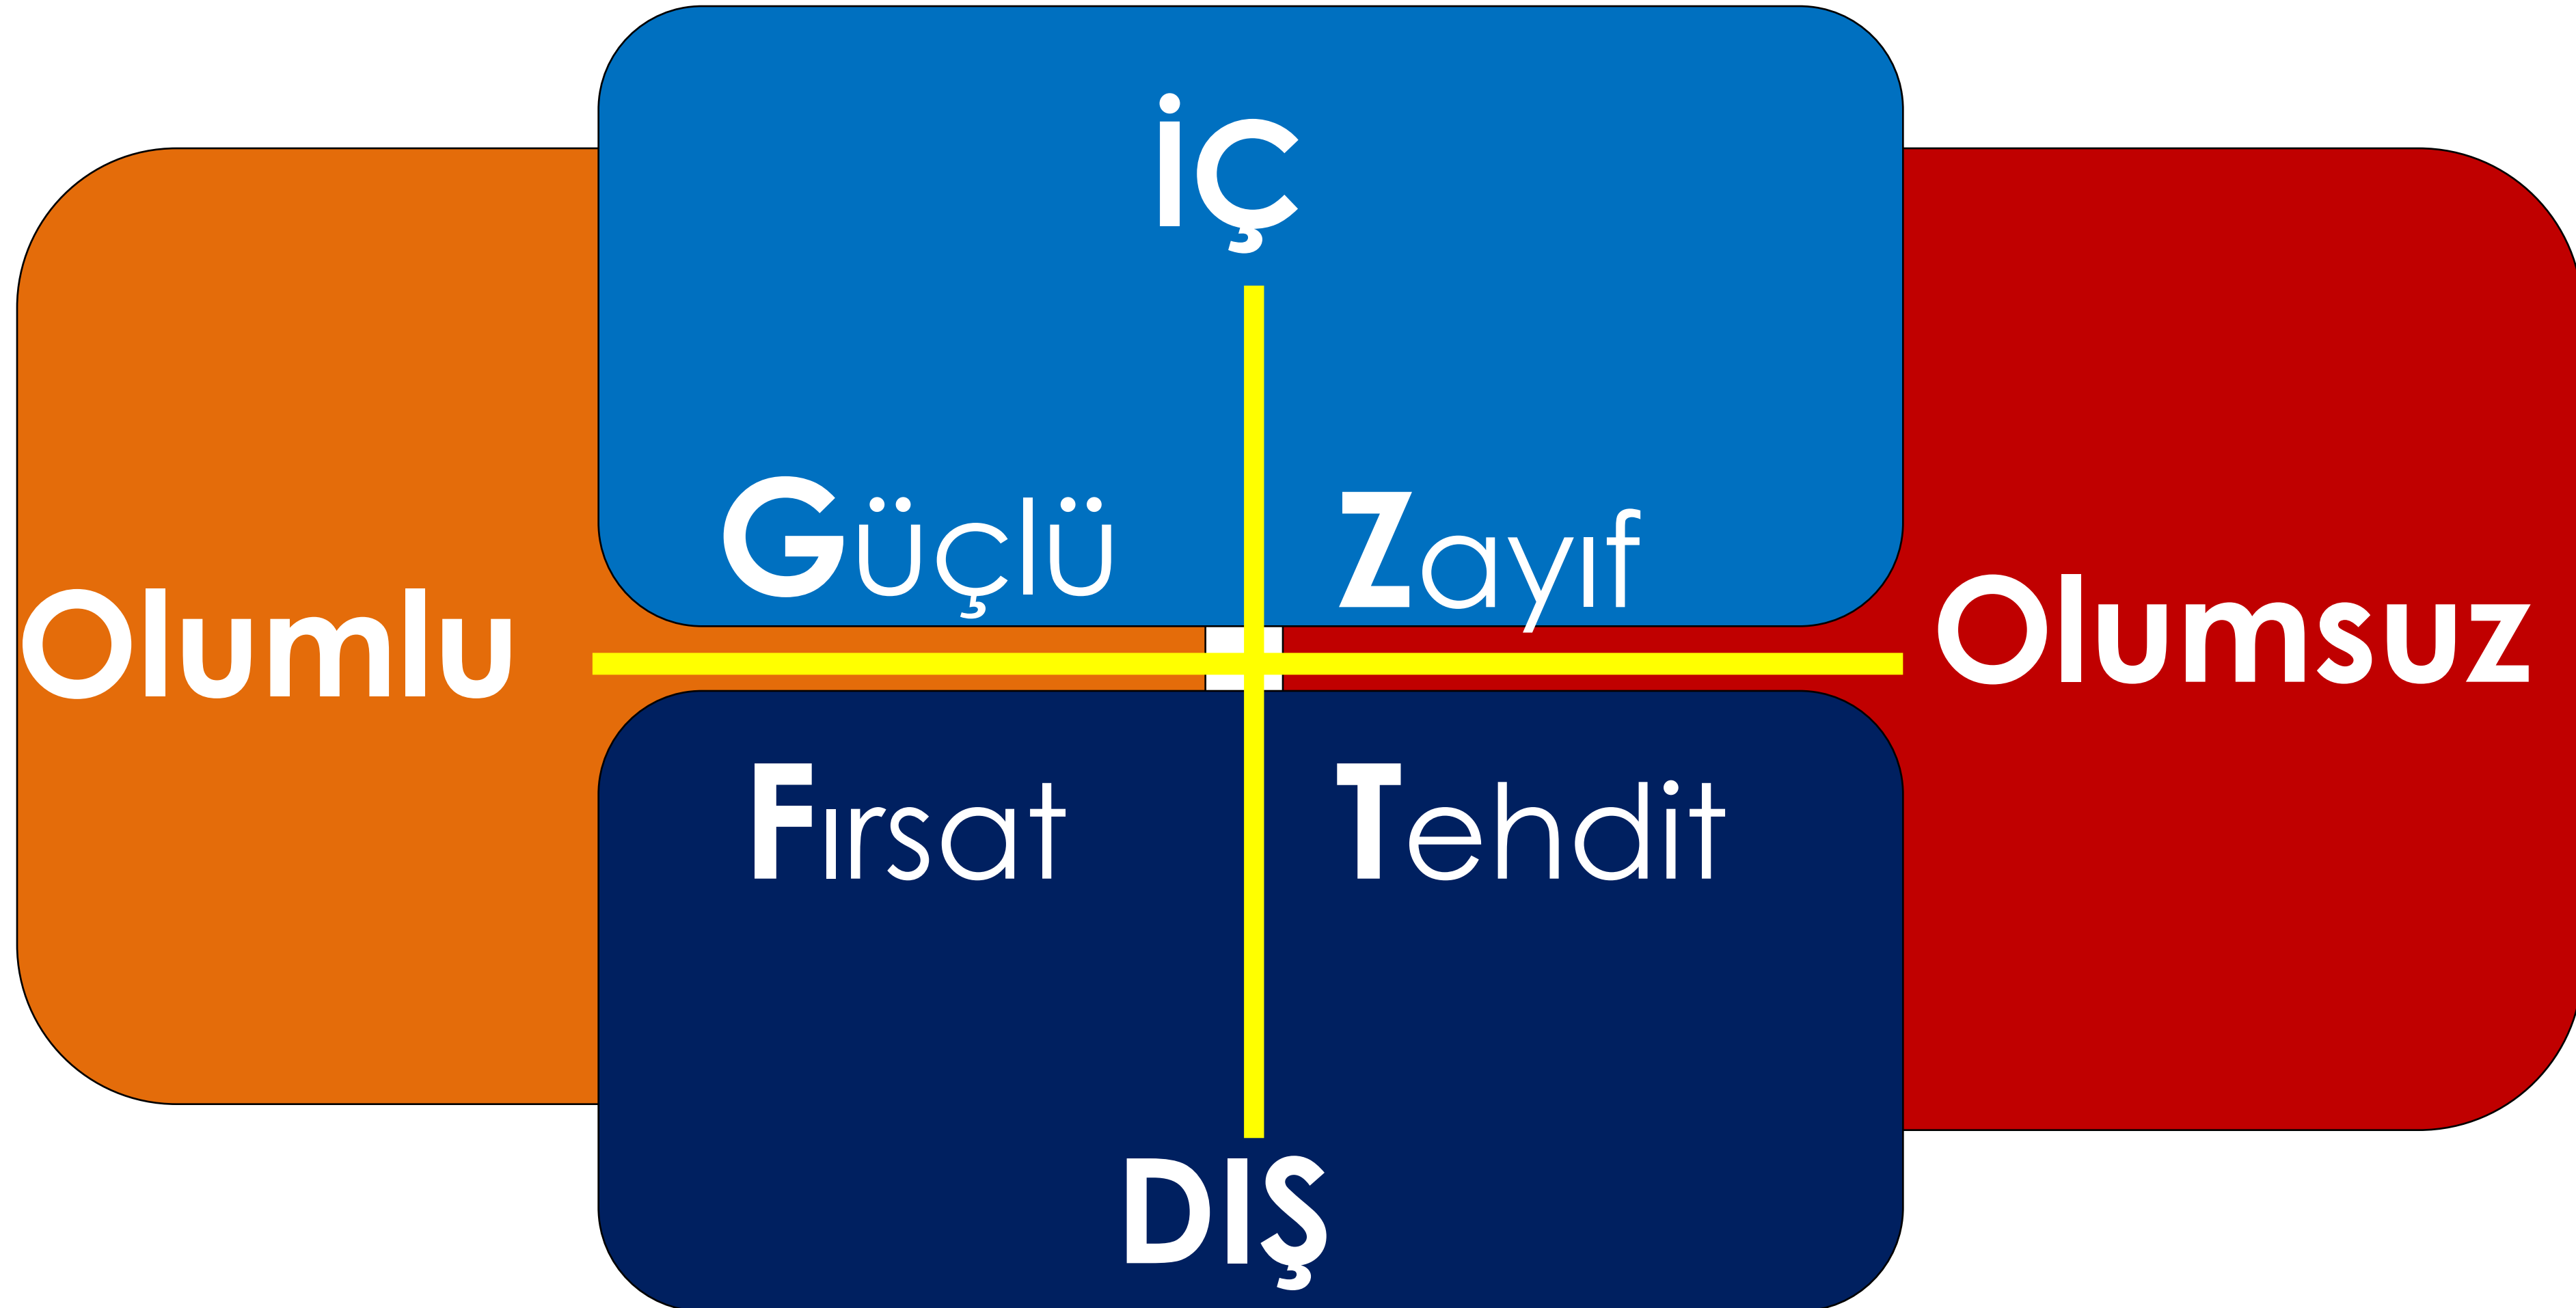 İÇ
Güçlü
Zayıf
Olumlu
Olumsuz
Fırsat
Tehdit
DIŞ